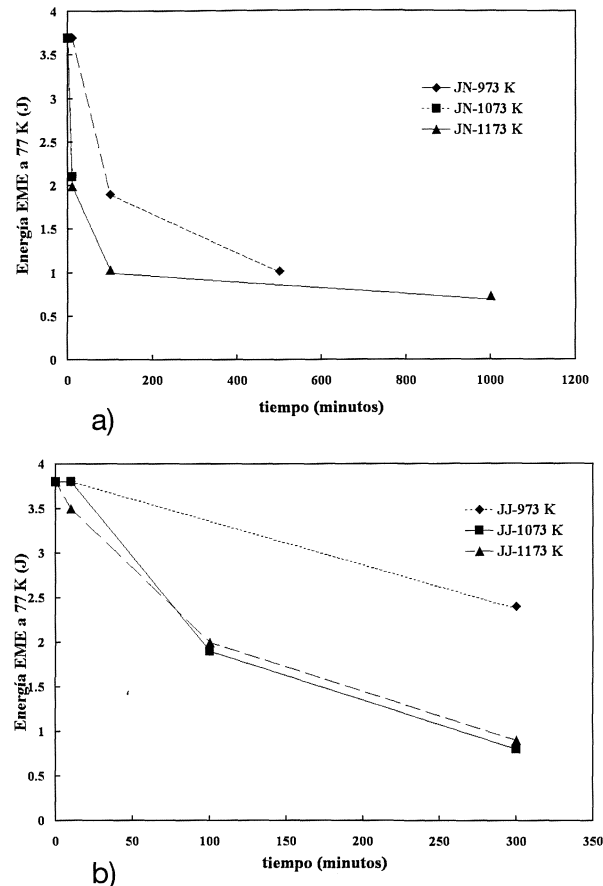 4
3.5
3
2.5
2
1.5
1
0.5
0
Energía EME a 77 K (J)
JN-973 K
JN-1073 K
JN-1173 K
0 200 400 600 800 1000 1200
tiempo (minutos)
a)
4
3.5
3
2.5
2
1.5
1
0.5
0
Energía EME a 77 K (J)
JJ-973 K
JJ-1073 K
JJ-1173 K
0 50 100 150 200 250 300 350
tiempo (minutos)
b)